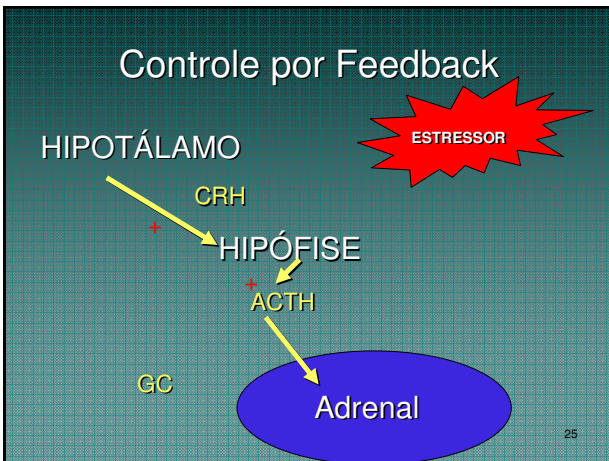 Controle por Feedback
ESTRESSOR
HIPOTÁLAMO
CRH
+
HIPÓFISE
+
ACTH
GC
Adrenal
25